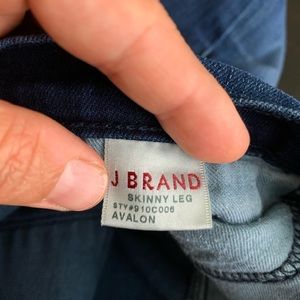 J BRAND
SKINNY LEG
STY#910C006
AVALON